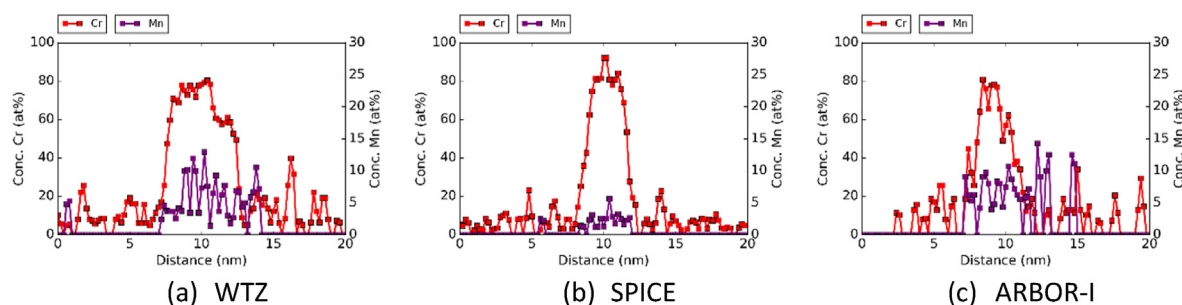 Cr Mn
Cr Mn
Cr Mn
100 80 60 40 20 0
Conc. Cr (at%)
30 25 20 15 10 5 0
Conc. Mn (at%)
0 5 10 15 20
Distance (nm)
100 80 60 40 20 0
Conc. Cr (at%)
30 25 20 15 10 5 0
Conc. Mn (at%)
0 5 10 15 20
Distance (nm)
100 80 60 40 20 0
Conc. Cr (at%)
30 25 20 15 10 5 0
Conc. Mn (at%)
0 5 10 15 20
Distance (nm)
(a) WTZ
(b) SPICE
(c) ARBOR-I